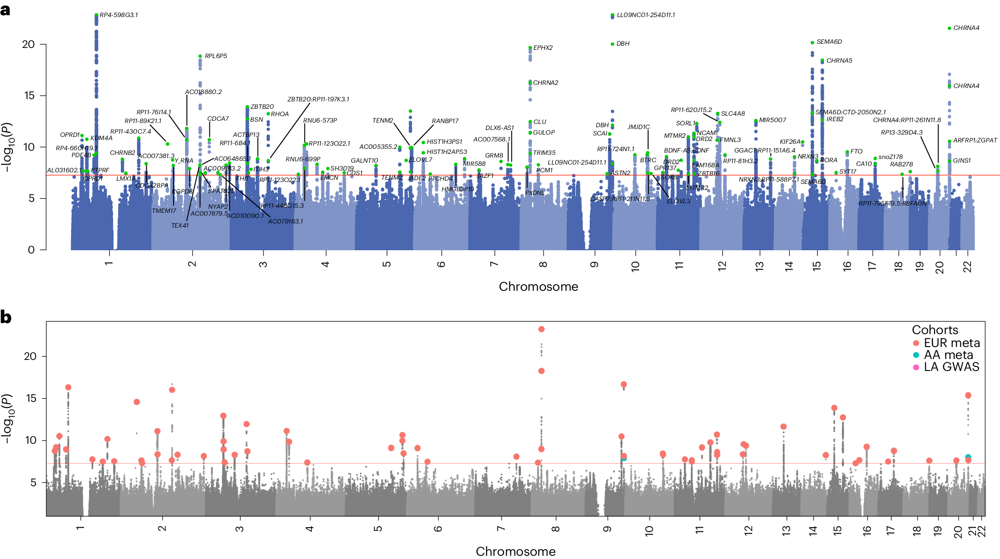 a
RP4-598G3.1
LL09NC01-254D11.1
CHRNA4
20
DBH
SEMA6D
EPHX2
RPL6P5
CHRNA5
CHRNA2
CHRNA4
15
AC018880.2
ZBTB20:RP11-197K3.1
ZBTB20
RHOA
RP11-76I14.1
RP11-620J15.2
SLC4A8
SEMA6D:CTD-2050N2.1
RP11-89K21.1
CDCA7
BSN
RNU6-573P
TENM2
RANBP17
CLU
DBH
JMJD1C
SORL1
MIR5007
IREB2
CHRNA4:RP11-261N11.8
OPRD1
KDM4A
RP11-430C7.4
ACTBP13
DLX6-AS1
GULOP
SCAI
MTMR2
NCAM1
RP13-329D4.3
RP11-6B4.1
RP11-123O22.1
HIST1H3PS1
AC007568.1
DRD2
FMNL3
KIF26A
ARFRP1:ZGPAT
10
RP4-660H19.1
AC005355.2
RP11-724N1.1
BDNF-AS:BDNF
GGACT:RP11-151A6.4
PDE4B
CHRNB2
AC007381.3
Y_RNA
AC064865.1
RNU6-699P
GALNT10
ELOVL7
HIST1H2APS3
GRM8
TRIM35
BTRC
DRD2
RP11-81H3.2
NRXN3
RORA
FTO
snoZ178
GINS1
AL031602.1
PTPRF
AC009313.2
ITIH3
SH3D19
CDS1
MIR588
PCM1
LL09NC01-254D11.1
GPR137
FAM168A
CA10
RAB27B
OPRD1
LMX1A
FHIT
RP11-123O22.1
EMCN
TENM2
JADE2
PTCHD4
JAZF1
ASTN2
SOX6
ZBTB16
NRXN3:RP11-588P7.1
SEMA6D
SYT17
CDC42BPA
RGPD8
SPATS2L
HMGB3P19
PXDNL
MTMR2
5
TMEM17
NYAP2
AC007879.5
AC010090.1
RP11-448G15.3
CASP7:RP11-211N11.5
ELOVL3
RP11-795F19.5:RBFADN
TEX41
AC079163.1
0
−log10(P)
1 2 3 4 5 6 7 8 9 10 11 12 13 14 15 16 17 18 19 20 22
Chromosome
b
Cohorts
EUR meta
AA meta
LA GWAS
20
15
10
5
−log10(P)
1 2 3 4 5 6 7 8 9 10 11 12 13 14 15 16 17 18 19 20 21 22
Chromosome